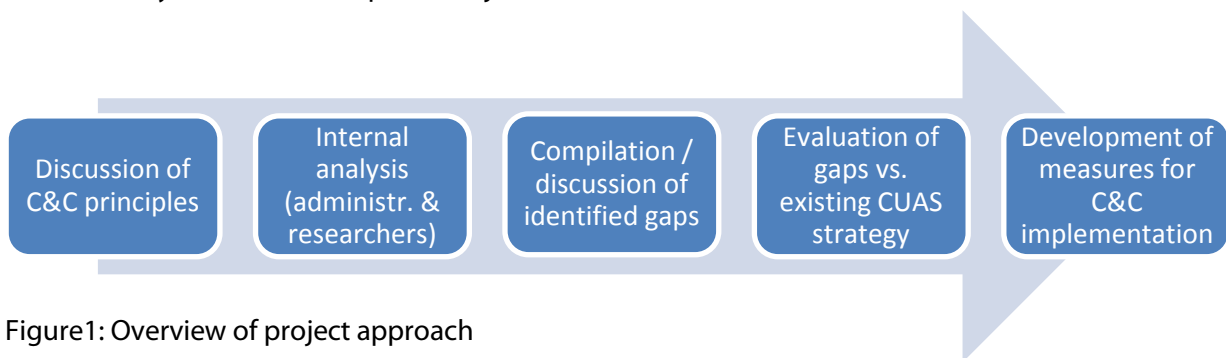 Discussion of
C&C principles
Internal
analysis
(administr. &
researchers)
Compilation /
discussion of
identified gaps
Evaluation of
gaps vs.
existing CUAS
strategy
Development of
measures for
C&C
implementation
Figure1: Overview of project approach